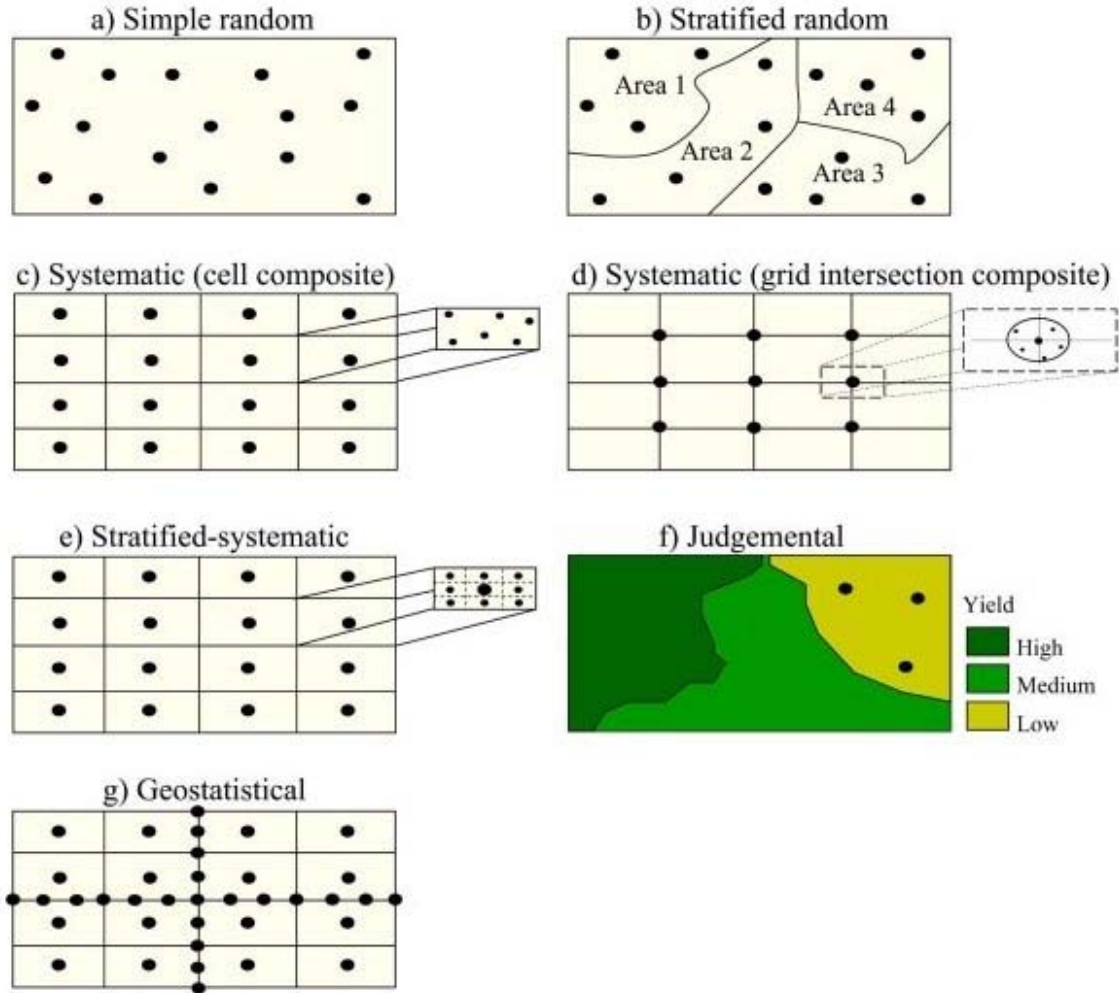 a) Simple random
b) Stratified random
Area 1
Area 2
Area 4
Area 3
c) Systematic (cell composite)
d) Systematic (grid intersection composite)
e) Stratified-systematic
f) Judgemental
Yield
High
Medium
Low
g) Geostatistical